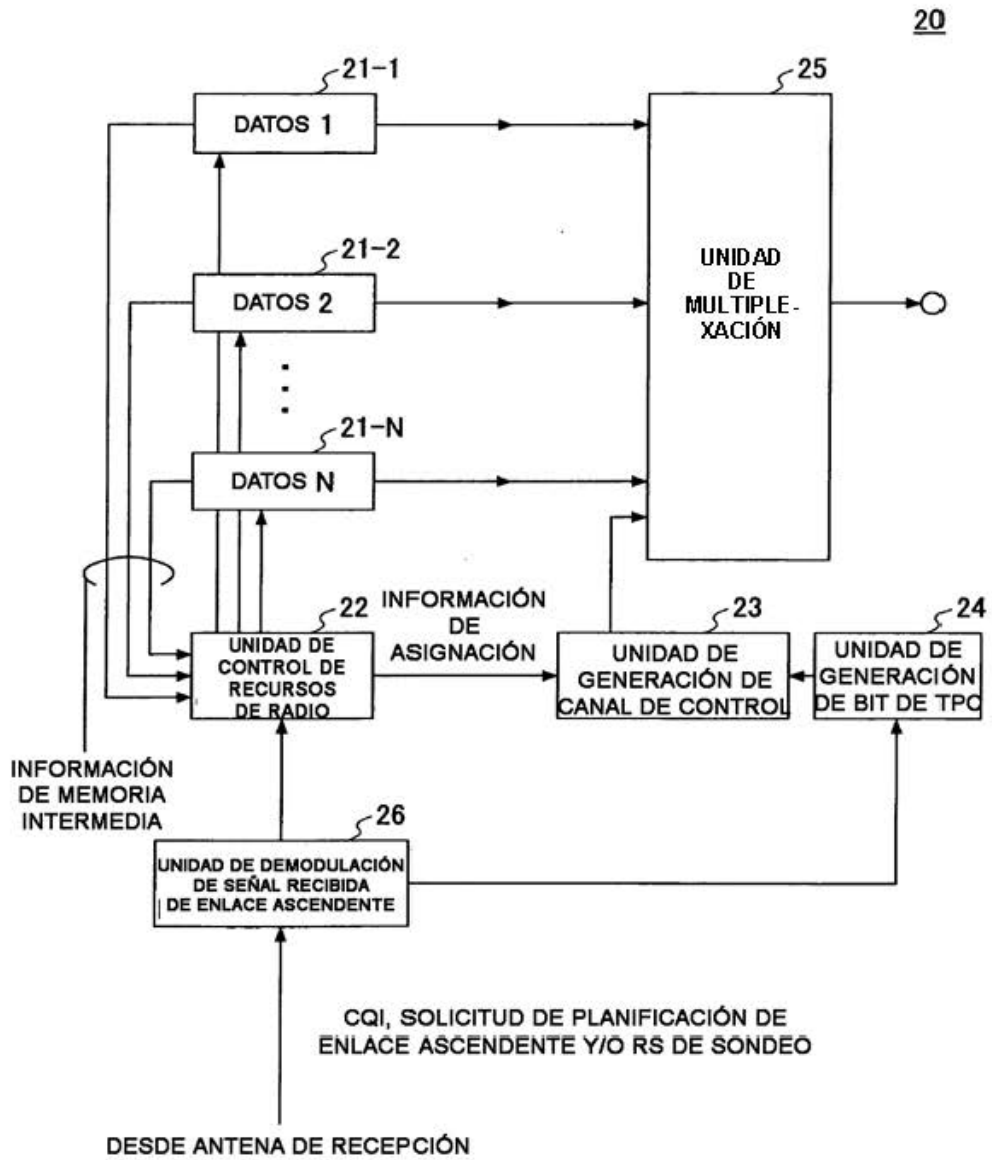 20
21-1
DATOS 1
25
UNIDAD
DE
MULTIPLE-
XACIÓN
21-2
DATOS 2
21-N
DATOS N
22
UNIDAD DE
CONTROL DE
RECURSOS
DE RADIO
INFORMACIÓN
DE
ASIGNACIÓN
23
UNIDAD DE
GENERACIÓN DE
CANAL DE CONTROL
24
UNIDAD DE
GENERACIÓN
DE BIT DE TPC
INFORMACIÓN
DE MEMORIA
INTERMEDIA
26
UNIDAD DE DEMODULACIÓN
DE SEÑAL RECIBIDA
DE ENLACE ASCENDENTE
CQI, SOLICITUD DE PLANIFICACIÓN DE
ENLACE ASCENDENTE Y/O RS DE SONDEO
DESDE ANTENA DE RECEPCIÓN